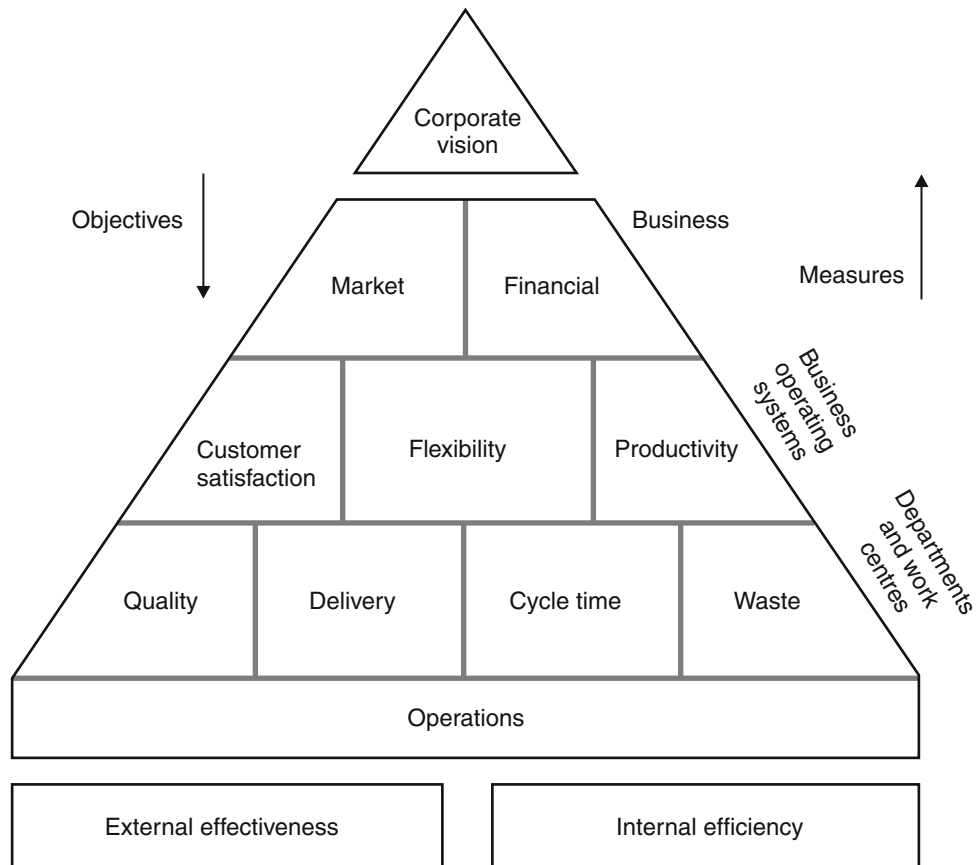 Corporate
vision
Objectives
Business
Measures
Market
Financial
Business
operating
systems
Customer
satisfaction
Flexibility
Productivity
Departments
and work
centres
Quality
Delivery
Cycle time
Waste
Operations
External effectiveness
Internal efficiency